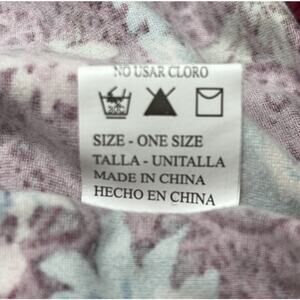 NO USAR CLORO
SIZE - ONE SIZE
TALLA - UNITALLA
MADE IN CHINA
HECHO EN CHINA